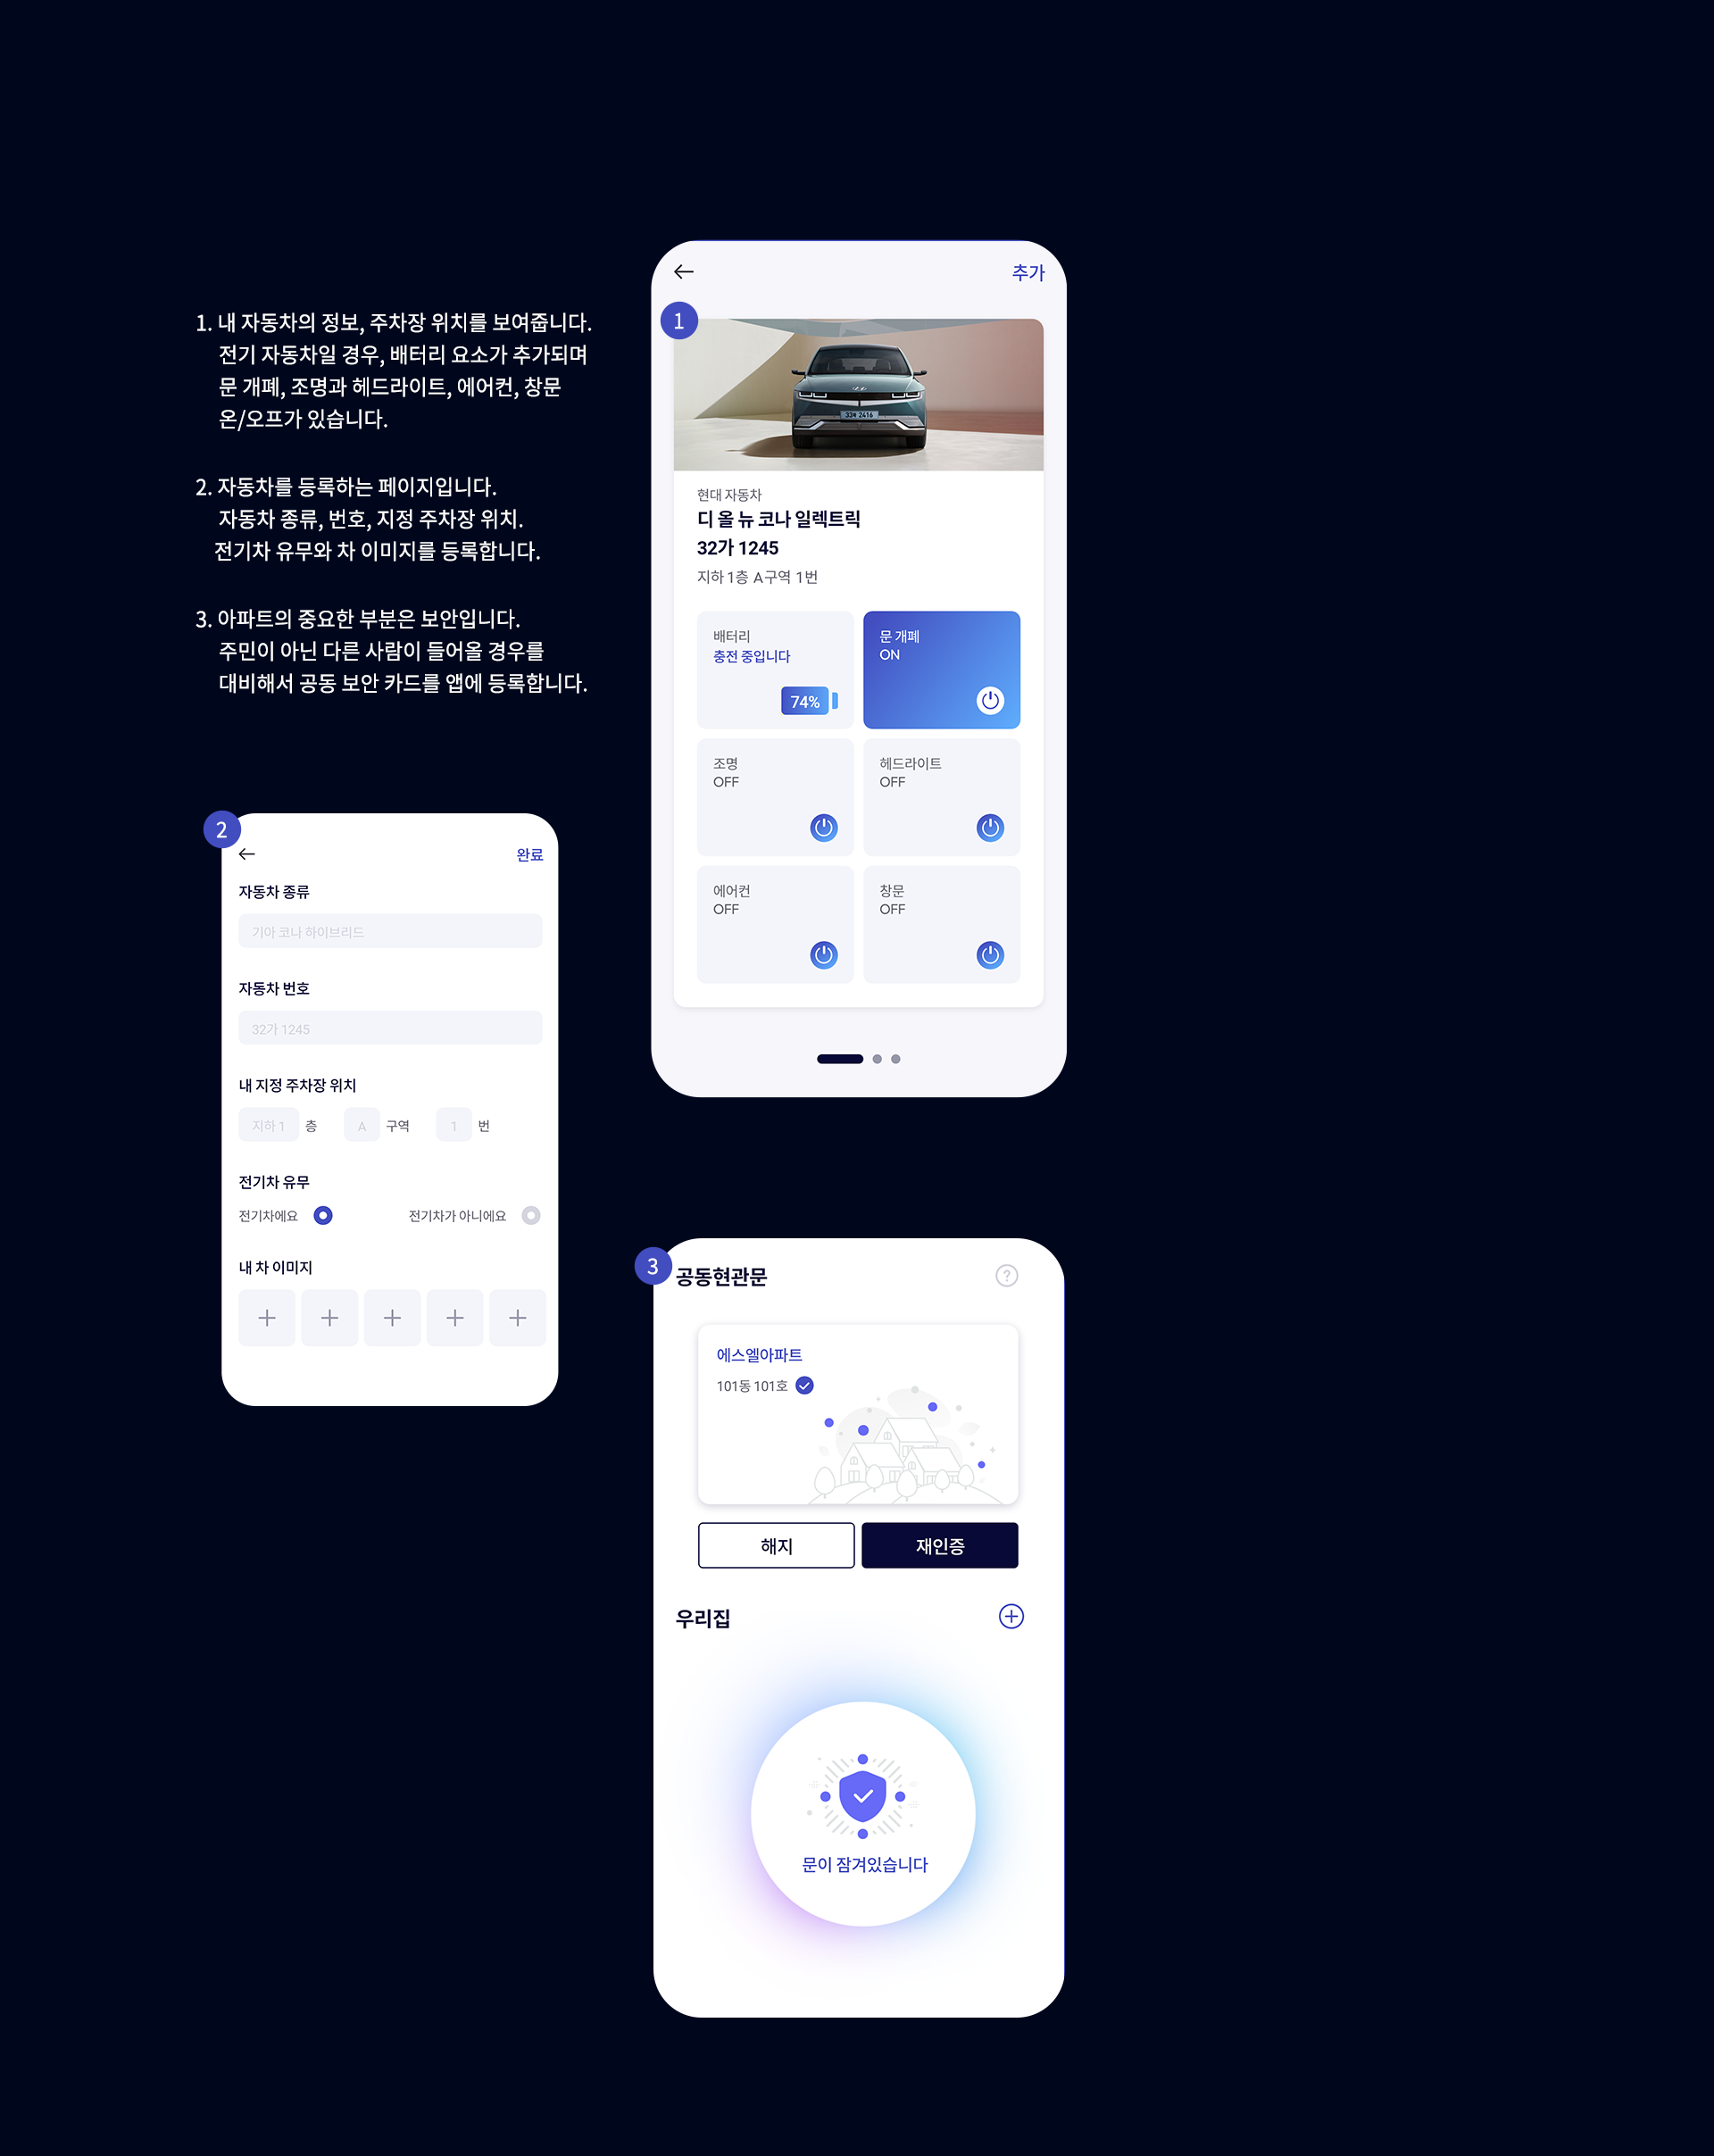 1. 내 자동차의 정보, 주차장 위치를 보여줍니다.
전기 자동차일 경우, 배터리 요소가 추가되며
문 개폐, 조명과 헤드라이트, 에어컨, 창문
온/오프가 있습니다.
2. 자동차를 등록하는 페이지입니다.
자동차 종류, 번호, 지정 주차장 위치.
전기차 유무와 차 이미지를 등록합니다.
3. 아파트의 중요한 부분은 보안입니다.
주민이 아닌 다른 사람이 들어올 경우를
대비해서 공동 보안 카드를 앱에 등록합니다.
추가
1
33백 2416
현대 자동차
디 올 뉴 코나 일렉트릭
32가 1245
지하 1층 A구역 1번
배터리
충전 중입니다
74%
문 개폐
ON
조명
OFF
헤드라이트
OFF
에어컨
OFF
창문
OFF
2
완료
자동차 종류
기아 코나 하이브리드
자동차 번호
32가 1245
내 지정 주차장 위치
지하 1 층 A 구역 1 번
전기차 유무
전기차에요 전기차가 아니에요
내 차 이미지
3
공동현관문
?
에스엘아파트
101동 101호
해지 재인증
우리집
문이 잠겨있습니다